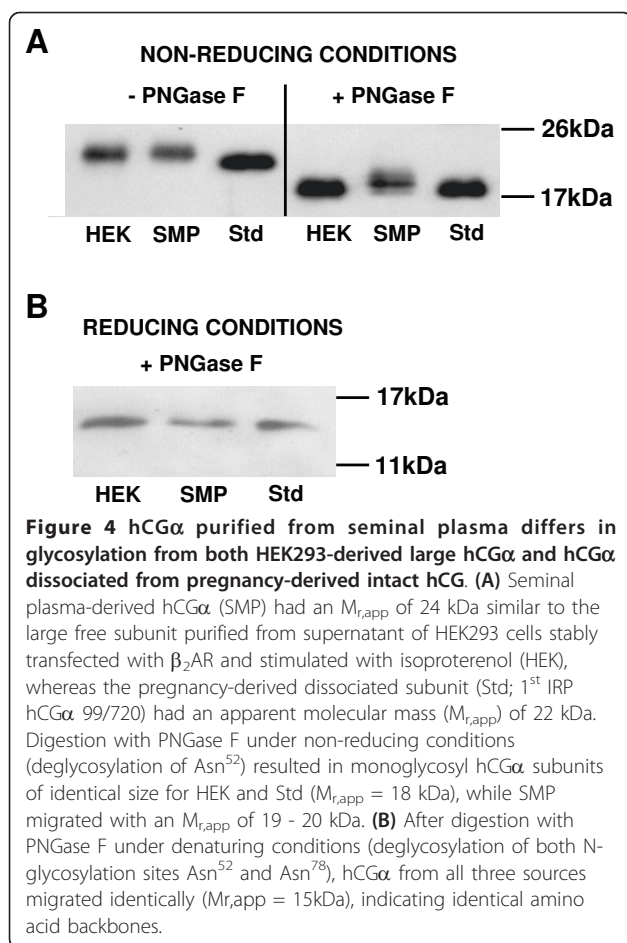 A
NON-REDUCING CONDITIONS
- PNGase F + PNGase F
26kDa
17kDa
HEK SMP Std HEK SMP Std
B
REDUCING CONDITIONS
+ PNGase F
17kDa
11kDa
HEK SMP Std
Figure 4 hCGα purified from seminal plasma differs in
glycosylation from both HEK293-derived large hCGα and hCGα
dissociated from pregnancy-derived intact hCG. (A) Seminal
plasma-derived hCGα (SMP) had an Mr,app of 24 kDa similar to the
large free subunit purified from supernatant of HEK293 cells stably
transfected with β2AR and stimulated with isoproterenol (HEK),
whereas the pregnancy-derived dissociated subunit (Std; 1st IRP
hCGα 99/720) had an apparent molecular mass (Mr,app) of 22 kDa.
Digestion with PNGase F under non-reducing conditions
(deglycosylation of Asn52) resulted in monoglycosyl hCGα subunits
of identical size for HEK and Std (Mr,app = 18 kDa), while SMP
migrated with an Mr,app of 19 - 20 kDa. (B) After digestion with
PNGase F under denaturing conditions (deglycosylation of both N-
glycosylation sites Asn52 and Asn78), hCGα from all three sources
migrated identically (Mr,app = 15kDa), indicating identical amino
acid backbones.